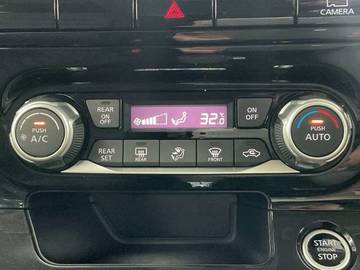 CAMERA
REAR
ON
OFF
32.0 °C
ON
OFF
PUSH
A/C
PUSH
AUTO
REAR
SET
REAR
FRONT
START
ENGINE
STOP